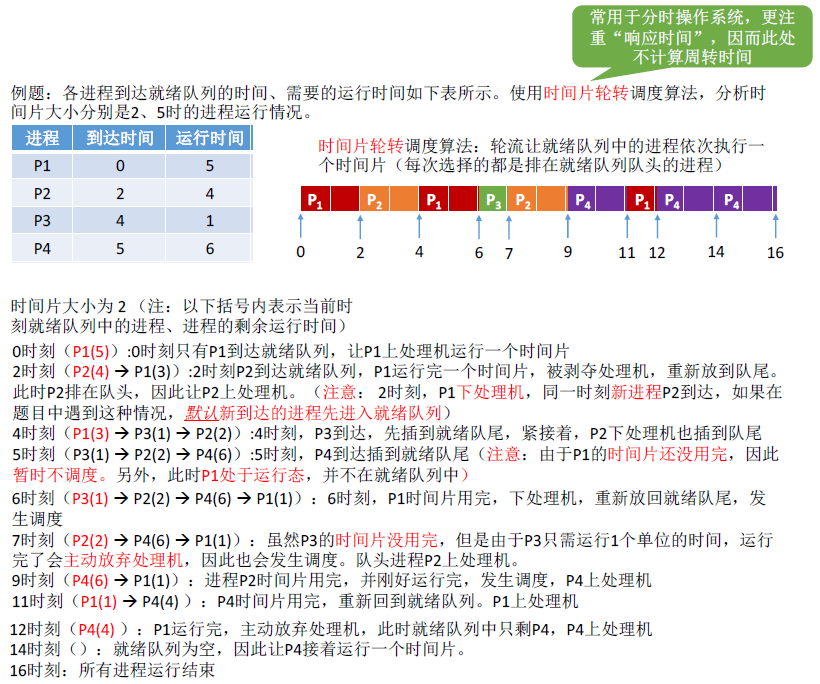 常用于分时操作系统，更注
重“响应时间”，因而此处
不计算周转时间
例题：各进程到达就绪队列的时间、需要的运行时间如下表所示。使用时间片轮转调度算法，分析时
间片大小分别是2、5时的进程运行情况。
进程 到达时间 运行时间
P1 0 5
P2 2 4
P3 4 1
P4 5 6
时间片轮转调度算法：轮流让就绪队列中的进程依次执行一
个时间片（每次选择的都是排在就绪队列队头的进程）
P1 P2 P1 P3 P2 P4 P1 P4 P4
0 2 4 6 7 9 11 12 14 16
时间片大小为 2 （注：以下括号内表示当前时
刻就绪队列中的进程、进程的剩余运行时间）
0时刻（P1(5)）:0时刻只有P1到达就绪队列，让P1上处理机运行一个时间片
2时刻（P2(4) → P1(3)）:2时刻P2到达就绪队列，P1运行完一个时间片，被剥夺处理机，重新放到队尾。
此时P2排在队头，因此让P2上处理机。（注意： 2时刻，P1下处理机，同一时刻新进程P2到达，如果在
题目中遇到这种情况，默认新到达的进程先进入就绪队列）
4时刻（P1(3) → P3(1) → P2(2)）:4时刻，P3到达，先插到就绪队尾，紧接着，P2下处理机也插到队尾
5时刻（P3(1) → P2(2) → P4(6)）:5时刻，P4到达插到就绪队尾（注意：由于P1的时间片还没用完，因此
暂时不调度。另外，此时P1处于运行态，并不在就绪队列中）
6时刻（P3(1) → P2(2) → P4(6) → P1(1)）：6时刻，P1时间片用完，下处理机，重新放回就绪队尾，发
生调度
7时刻（P2(2) → P4(6) → P1(1)）：虽然P3的时间片没用完，但是由于P3只需运行1个单位的时间，运行
完了会主动放弃处理机，因此也会发生调度。队头进程P2上处理机。
9时刻（P4(6) → P1(1)）：进程P2时间片用完，并刚好运行完，发生调度，P4上处理机
11时刻（P1(1) → P4(4) ）：P4时间片用完，重新回到就绪队列。P1上处理机
12时刻（P4(4) ）：P1运行完，主动放弃处理机，此时就绪队列中只剩P4，P4上处理机
14时刻（）：就绪队列为空，因此让P4接着运行一个时间片。
16时刻：所有进程运行结束